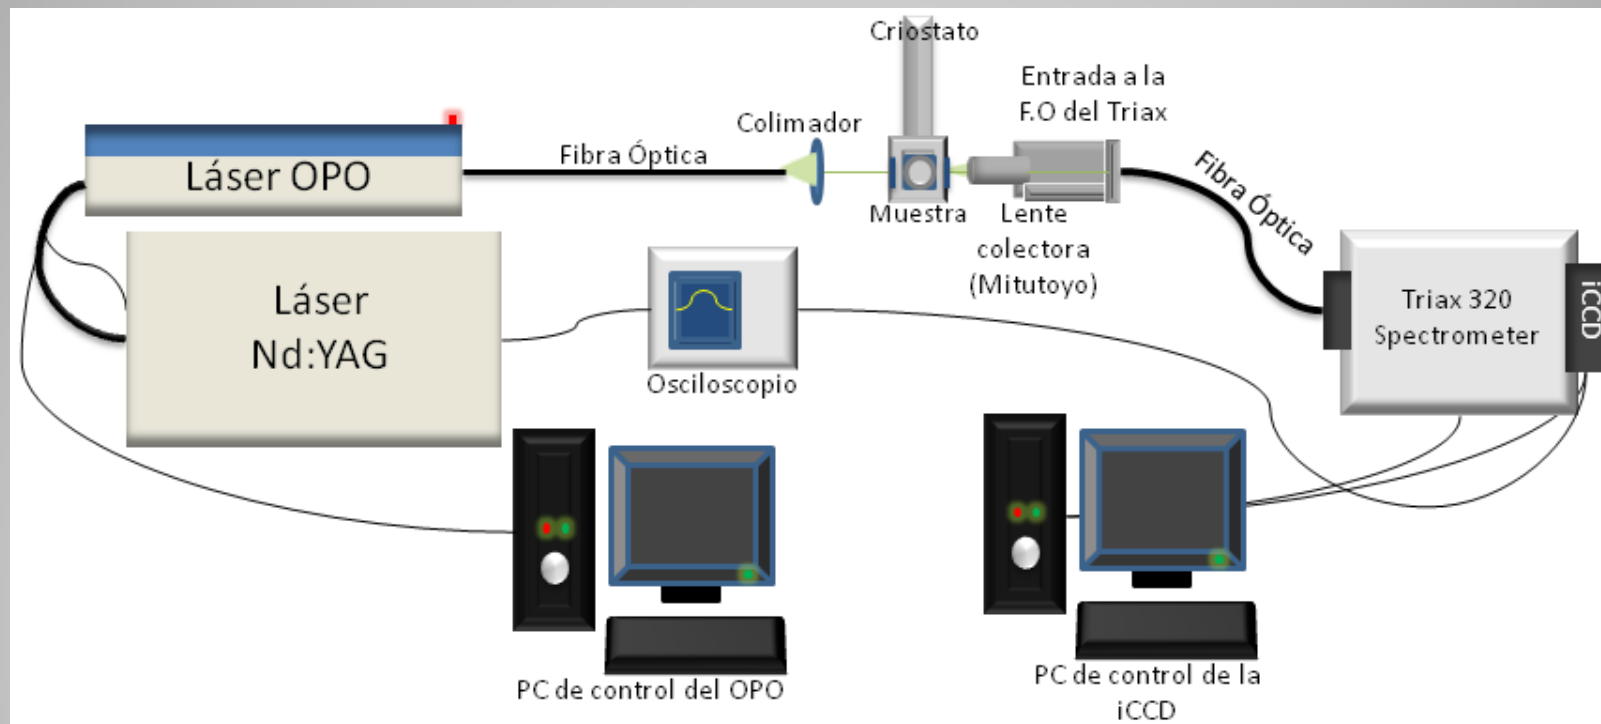 Criostato
Entrada a la
F.O del Triax
Colimador
Fibra Óptica
Láser OPO
Fibra Óptica
Muestra
Lente
colectora
(Mitutoyo)
Láser
Nd:YAG
Triax 320
Spectrometer
iCCD
Osciloscopio
PC de control del OPO
PC de control de la
iCCD